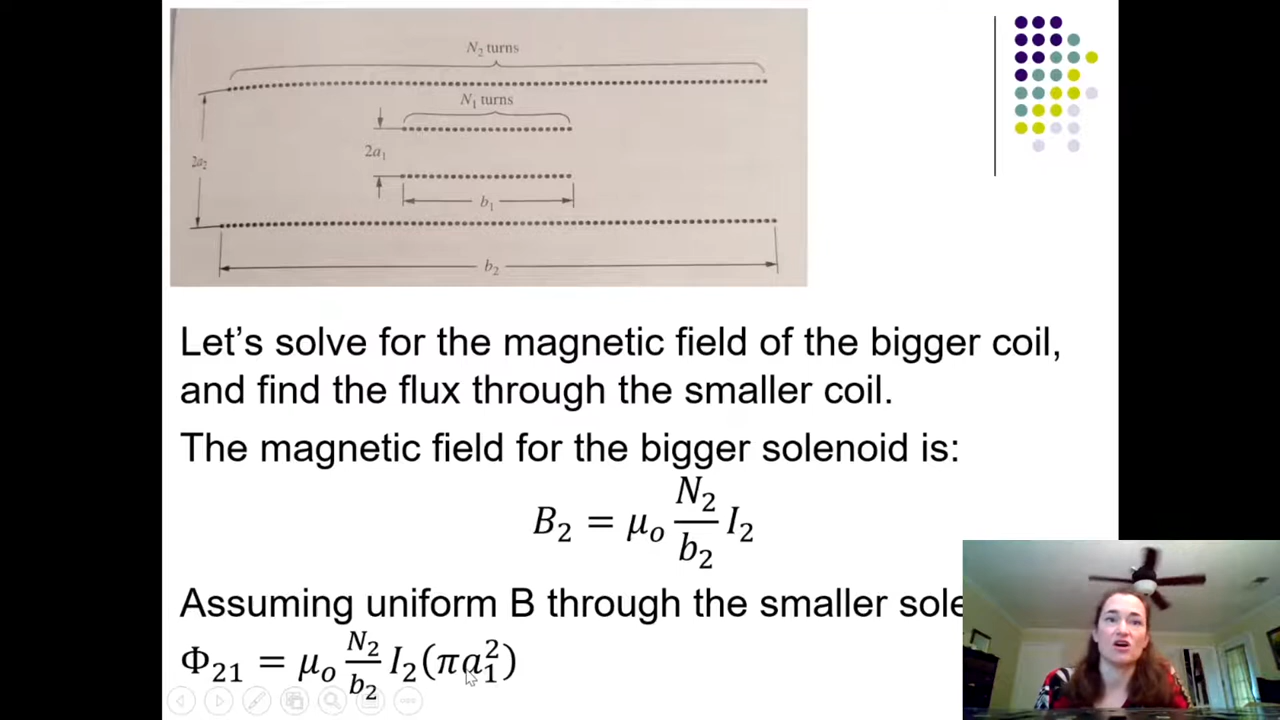 N₂ turns
N₁ turns
2a₁
2a₂
b₁
b₂
Let’s solve for the magnetic field of the bigger coil,
and find the flux through the smaller coil.
The magnetic field for the bigger solenoid is:
B₂ = μₒ N₂/b₂ I₂
Assuming uniform B through the smaller sole
Φ₂₁ = μₒ N₂/b₂ I₂(πa₁²)